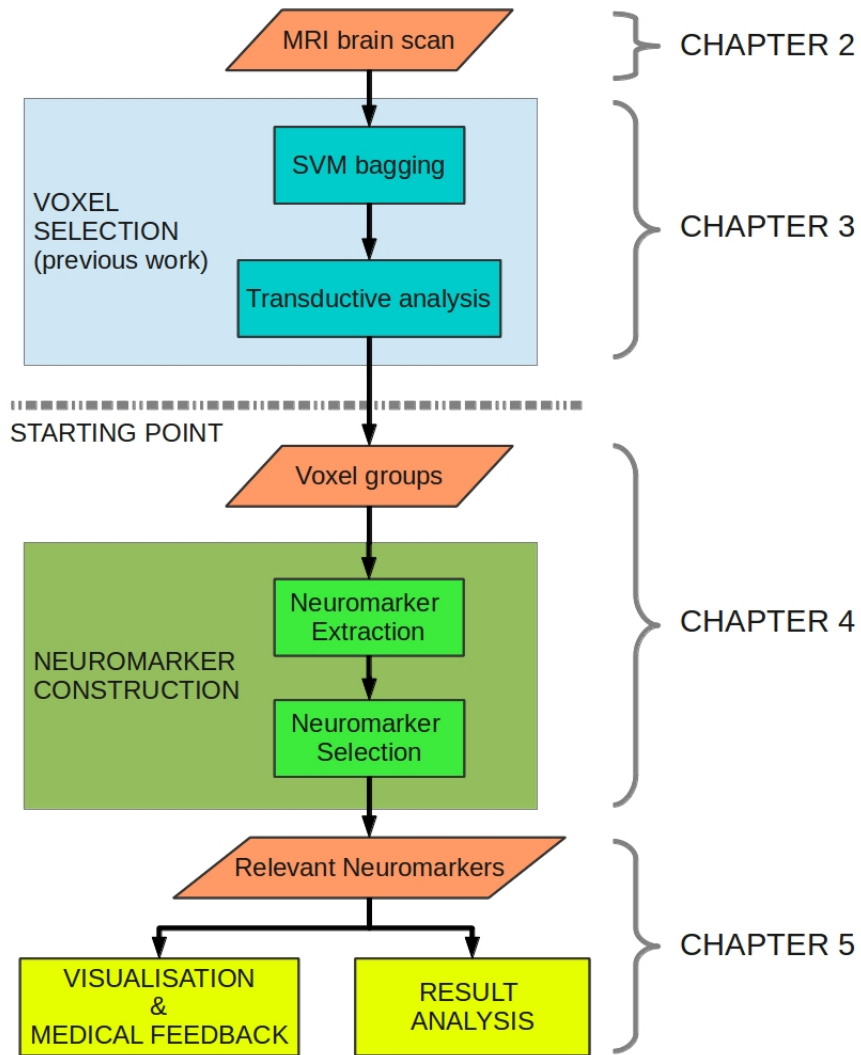 MRI brain scan
CHAPTER 2
SVM bagging
VOXEL
SELECTION
(previous work)
CHAPTER 3
Transductive analysis
STARTING POINT
Voxel groups
Neuromarker
Extraction
CHAPTER 4
NEUROMARKER
CONSTRUCTION
Neuromarker
Selection
Relevant Neuromarkers
CHAPTER 5
VISUALISATION
&
MEDICAL FEEDBACK
RESULT
ANALYSIS